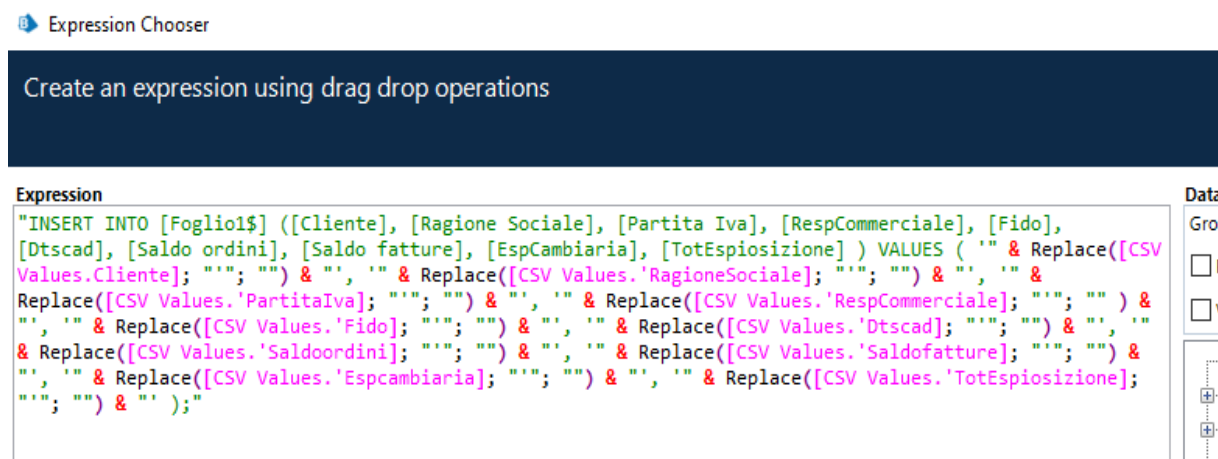 Expression Chooser
Create an expression using drag drop operations
Expression
Data
"INSERT INTO [Foglio1$] ([Cliente], [Ragione Sociale], [Partita Iva], [RespCommerciale], [Fido],
Gro
[Dtscad], [Saldo ordini], [Saldo fatture], [EspCambiaria], [TotEspiosizione] ) VALUES ( '" & Replace([CSV
Values.Cliente]; "'"; "") & "', '" & Replace([CSV Values.'RagioneSociale]; "'"; "") & "', '" &
Replace([CSV Values.'PartitaIva]; "'"; "") & "', '" & Replace([CSV Values.'RespCommerciale]; "'"; "" ) &
"', '" & Replace([CSV Values.'Fido]; "'"; "") & "', '" & Replace([CSV Values.'Dtscad]; "'"; "") & "', '"
& Replace([CSV Values.'Saldoordini]; "'"; "") & "', '" & Replace([CSV Values.'Saldofatture]; "'"; "") &
"', '" & Replace([CSV Values.'Espcambiaria]; "'"; "") & "', '" & Replace([CSV Values.'TotEspiosizione];
"'"; "") & "' );"